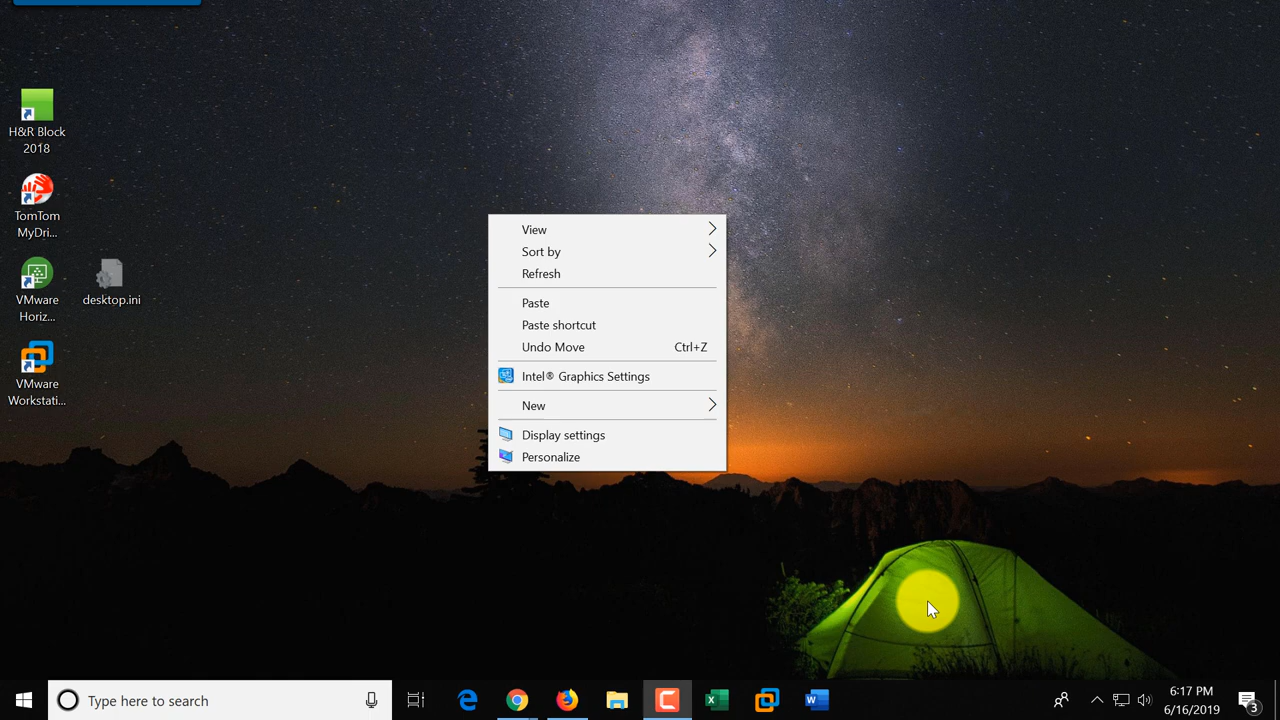 H&R Block
2018
TomTom
MyDri...
VMware
Horiz...
desktop.ini
VMware
Workstati...
View
Sort by
Refresh
Paste
Paste shortcut
Undo Move Ctrl+Z
Intel® Graphics Settings
New
Display settings
Personalize
Type here to search
6:17 PM
6/16/2019
3